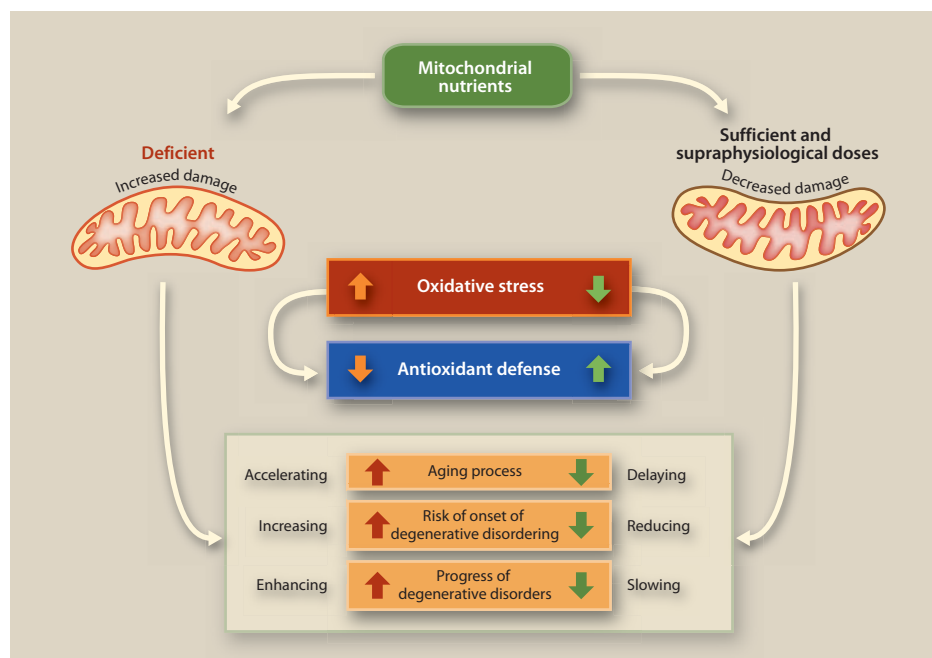 Mitochondrial
nutrients
Deficient
Increased damage
Sufficient and
supraphysiological doses
Decreased damage
Oxidative stress
Antioxidant defense
Accelerating
Aging process
Delaying
Increasing
Risk of onset of
degenerative disordering
Reducing
Enhancing
Progress of
degenerative disorders
Slowing